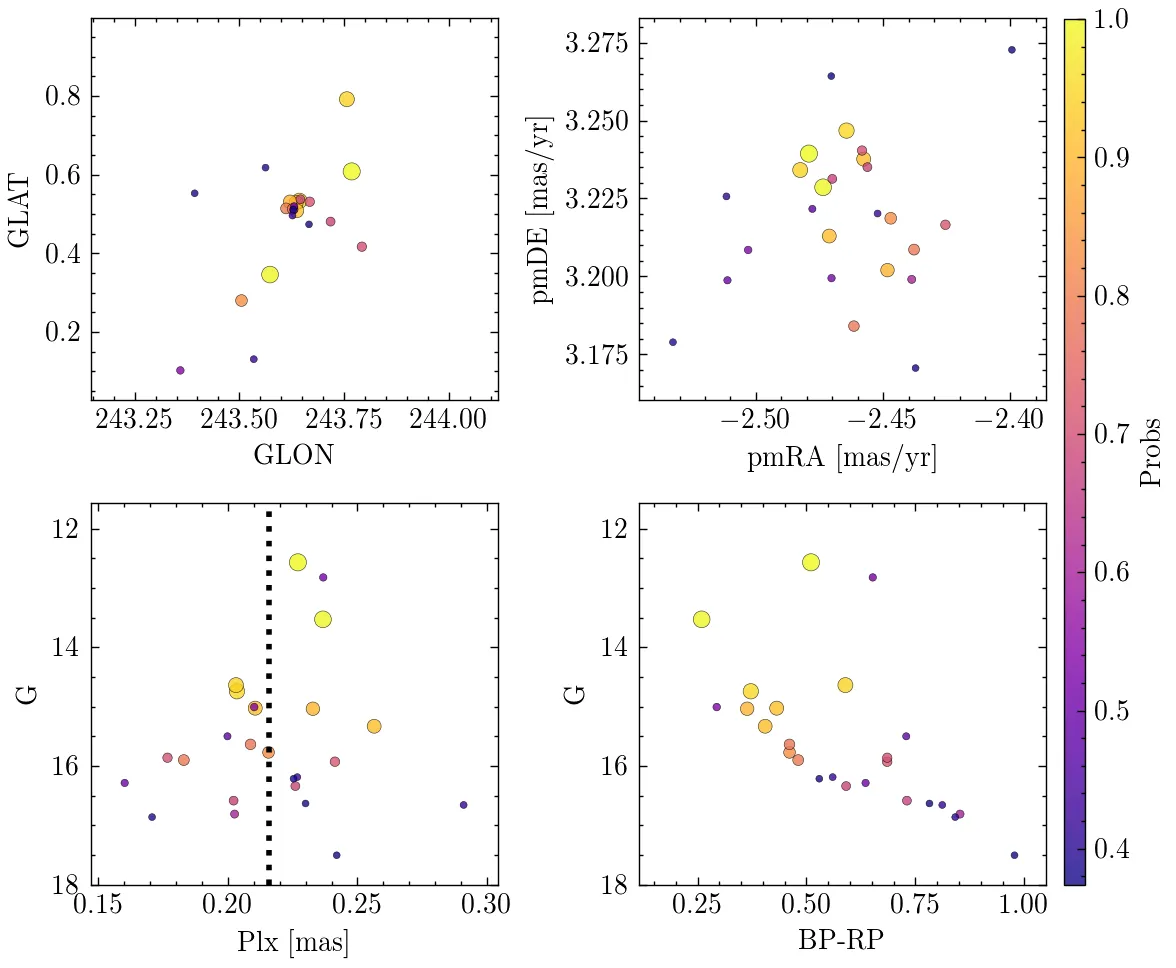 0.8
0.6
0.4
0.2
GLAT
243.25 243.50 243.75 244.00
GLON
3.275
3.250
3.225
3.200
3.175
pmDE [mas/yr]
−2.50 −2.45 −2.40
pmRA [mas/yr]
12
14
16
18
G
0.15 0.20 0.25 0.30
Plx [mas]
12
14
16
18
G
0.25 0.50 0.75 1.00
BP-RP
1.0
0.9
0.8
0.7
0.6
0.5
0.4
Probs